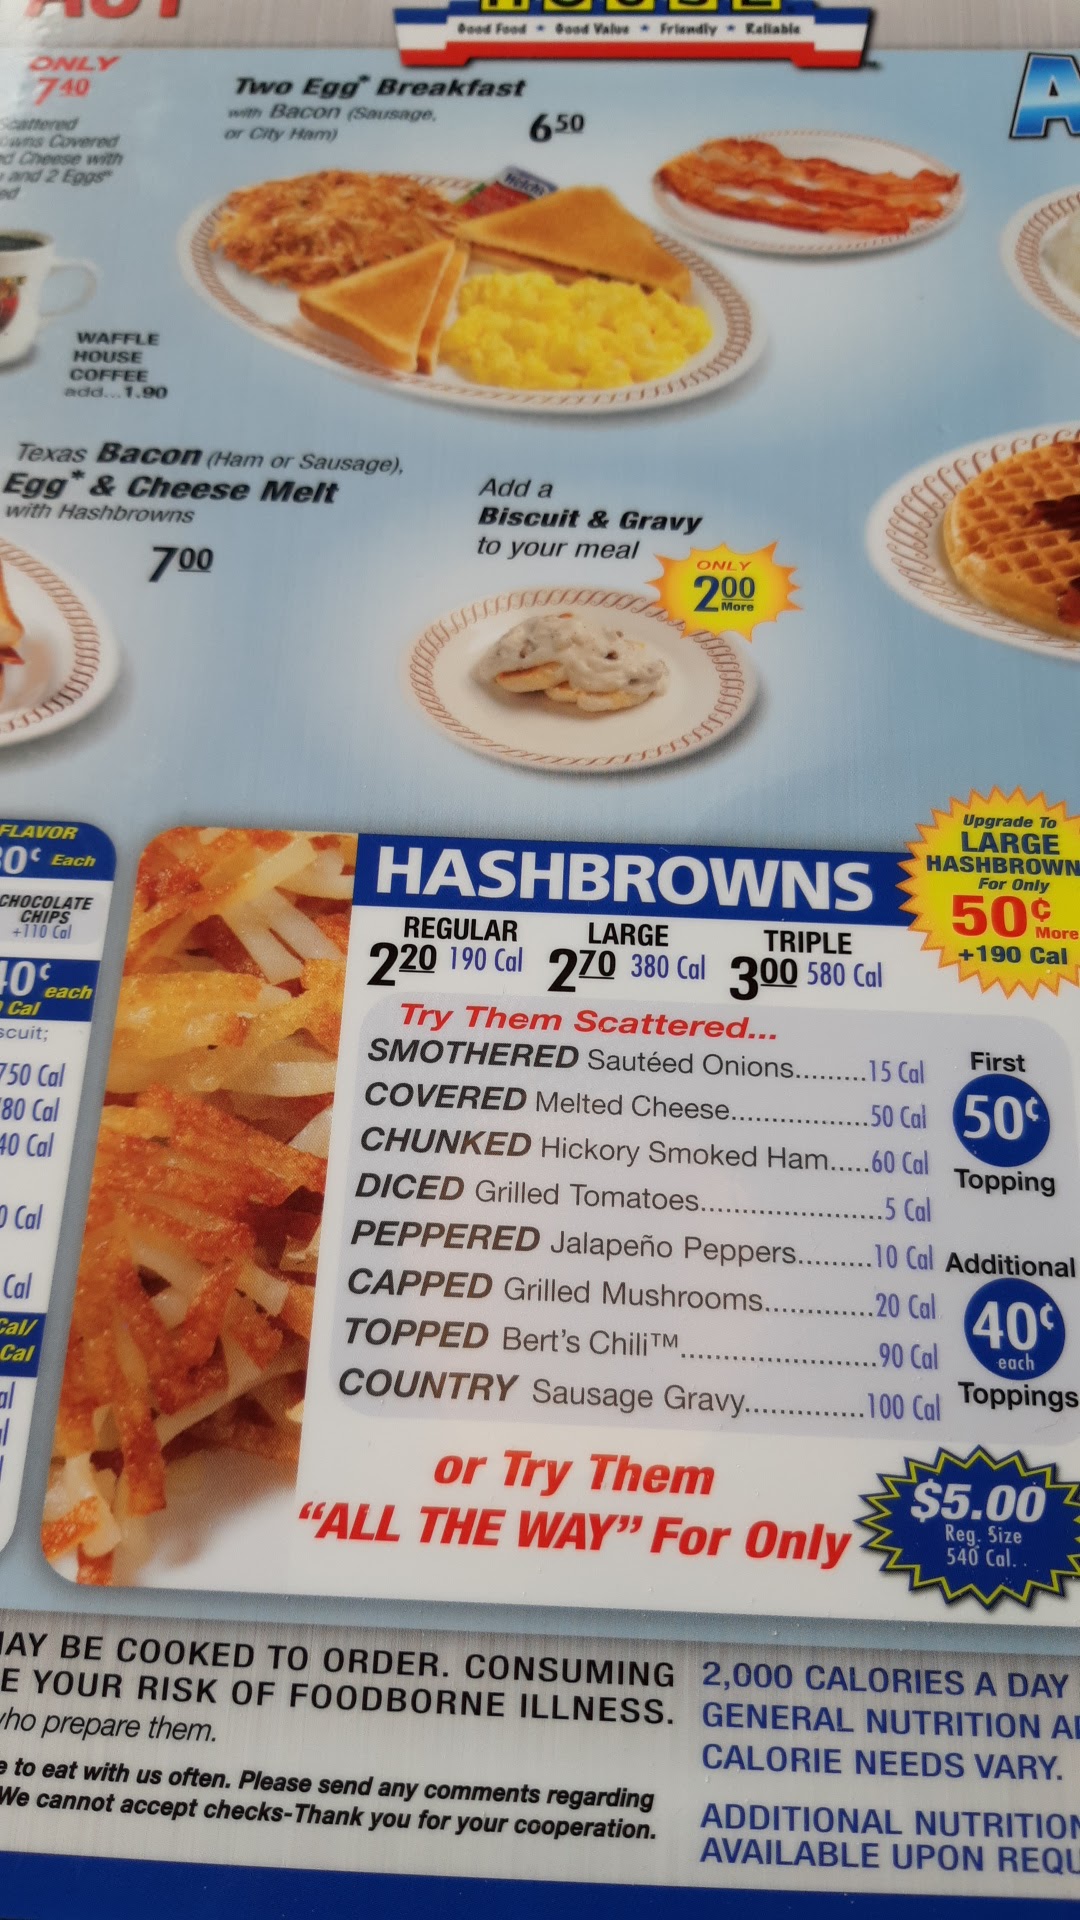 HOUSE
Good Food * Good Value * Friendly * Reliable
ONLY
7.40
Scattered
Covered
Cheese with
and 2 Eggs*
Two Egg* Breakfast
with Bacon (Sausage,
or City Ham)
6.50
A
Welch's
WAFFLE
HOUSE
COFFEE
add...1.90
Texas Bacon (Ham or Sausage),
Egg* & Cheese Melt
with Hashbrowns
7.00
Add a
Biscuit & Gravy
to your meal
ONLY
2.00
More
FLAVOR
0¢ Each
CHOCOLATE
CHIPS
+110 Cal
40¢ each
Cal
750 Cal
80 Cal
40 Cal
0 Cal
Cal
Cal/
Cal
HASHBROWNS
Upgrade To
LARGE
HASHBROWN
For Only
50¢ More
+190 Cal
REGULAR LARGE TRIPLE
2.20 190 Cal 2.70 380 Cal 3.00 580 Cal
Try Them Scattered...
SMOTHERED Sautéed Onions.........15 Cal
COVERED Melted Cheese.................50 Cal
CHUNKED Hickory Smoked Ham.....60 Cal
DICED Grilled Tomatoes.......................5 Cal
PEPPERED Jalapeño Peppers.........10 Cal
CAPPED Grilled Mushrooms..............20 Cal
TOPPED Bert's Chili™.........................90 Cal
COUNTRY Sausage Gravy...............100 Cal
First
50¢
Topping
Additional
40¢
each
Toppings
or Try Them
"ALL THE WAY" For Only
$5.00
Reg. Size
540 Cal.
MAY BE COOKED TO ORDER. CONSUMING
YOUR RISK OF FOODBORNE ILLNESS.
who prepare them.
to eat with us often. Please send any comments regarding
We cannot accept checks-Thank you for your cooperation.
2,000 CALORIES A DAY
GENERAL NUTRITION
CALORIE NEEDS VARY.
ADDITIONAL NUTRITION
AVAILABLE UPON